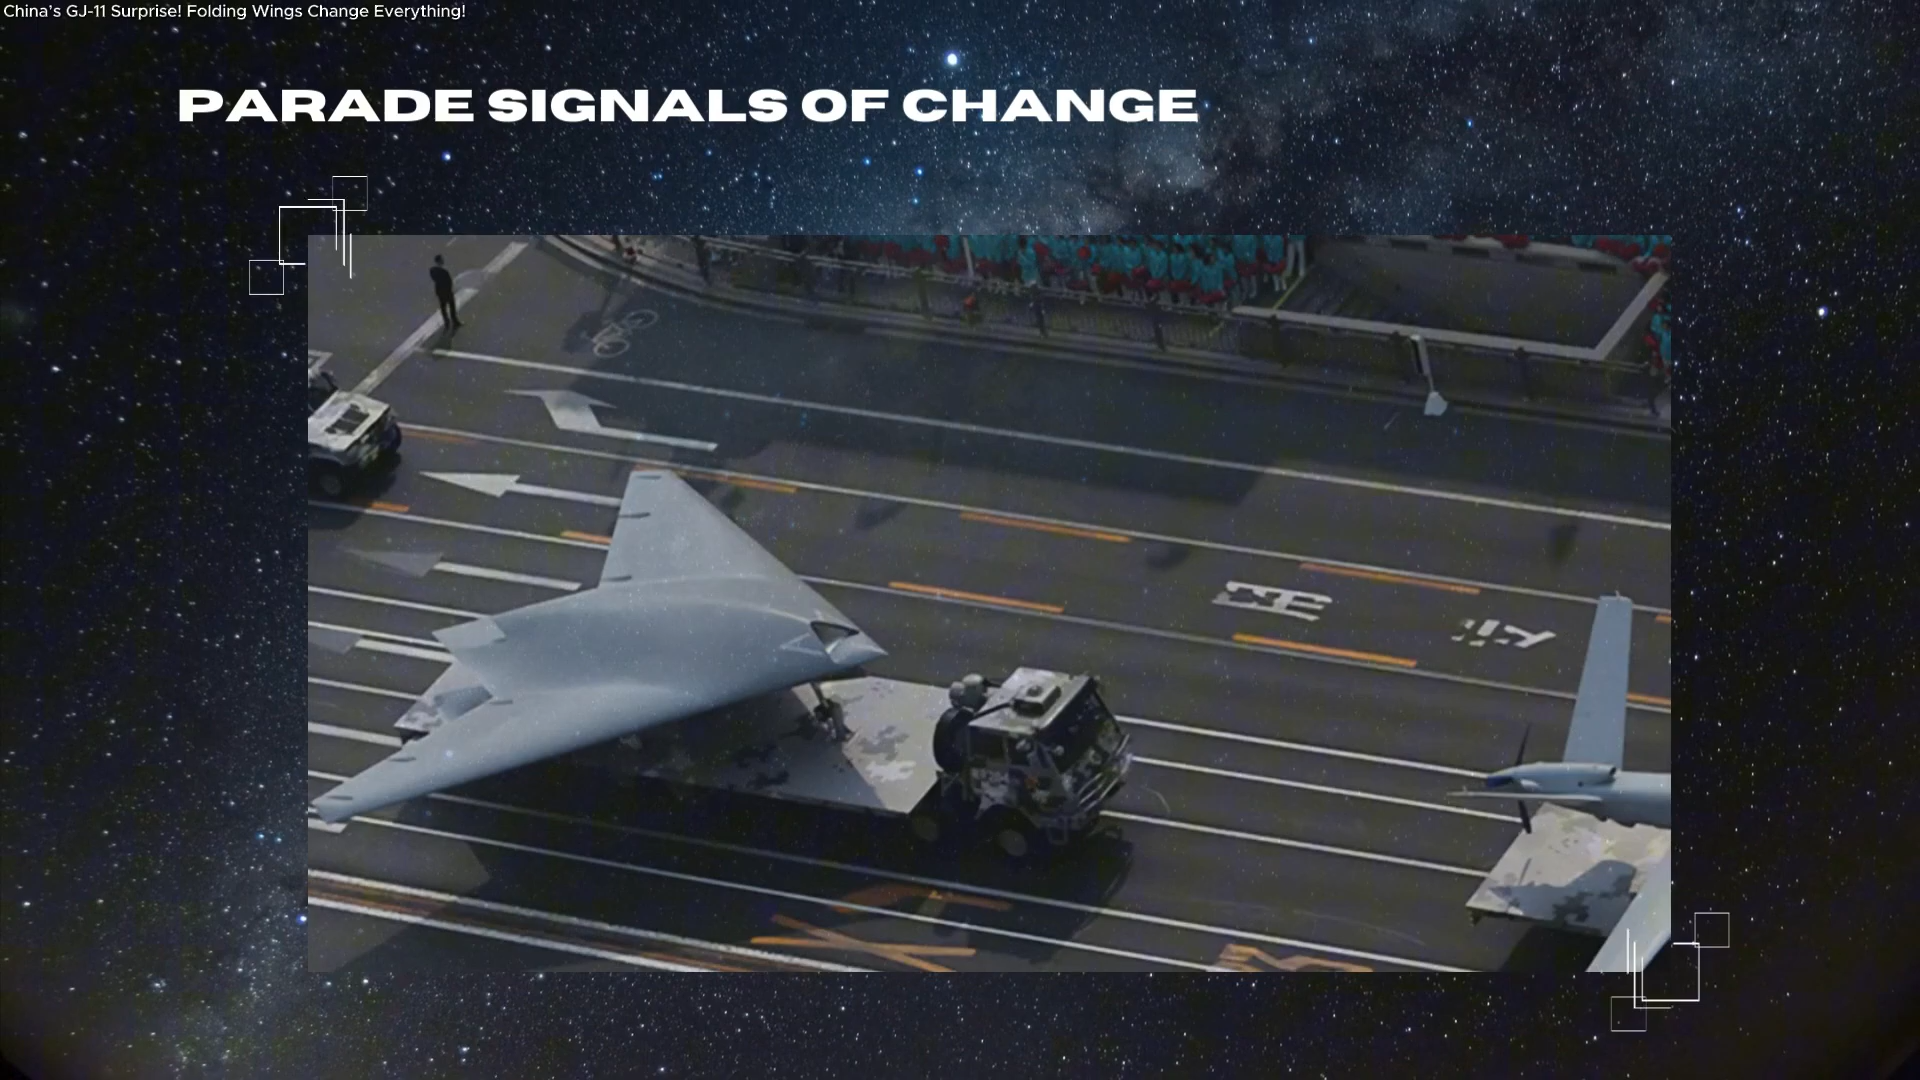 China's GJ-11 Surprise! Folding Wings Change Everything!
PARADE SIGNALS OF CHANGE